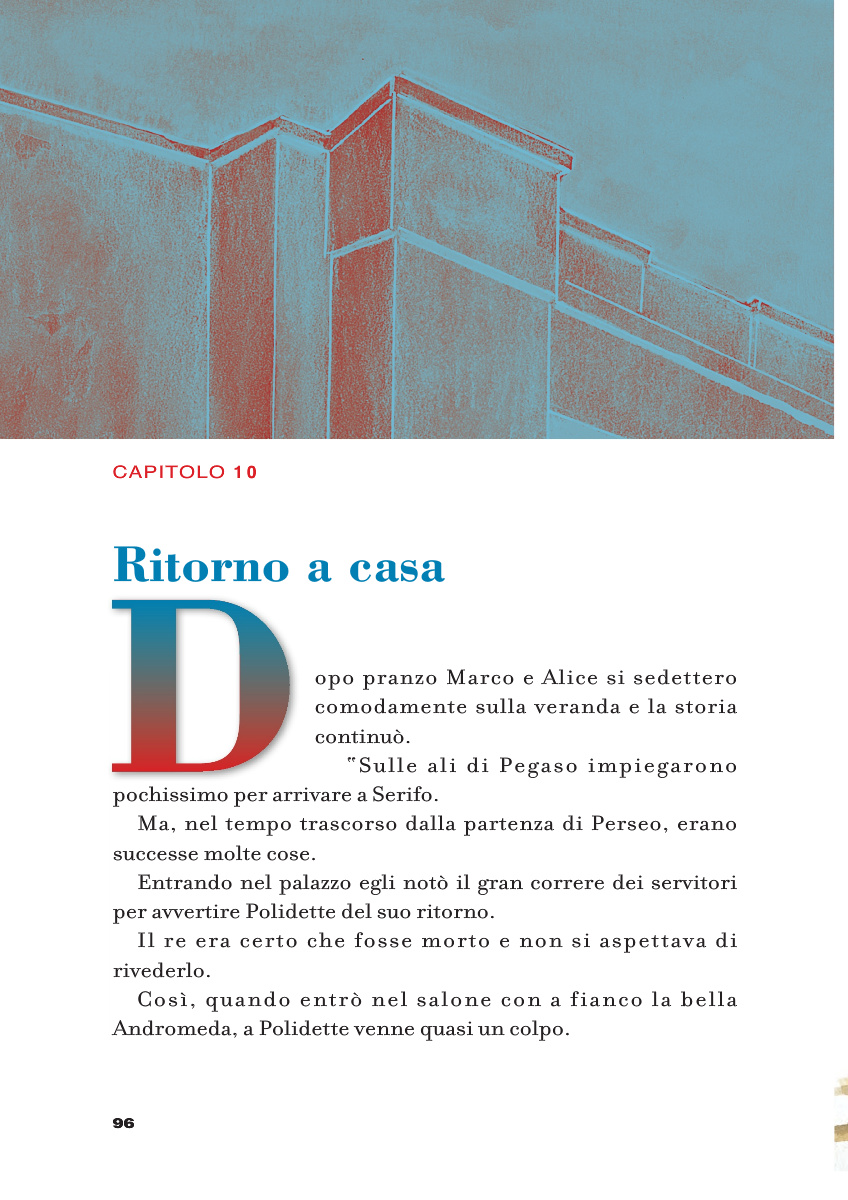 CAPITOLO 10
Ritorno a casa
Dopo pranzo Marco e Alice si sedettero
comodamente sulla veranda e la storia
continuò.
"Sulle ali di Pegaso impiegarono
pochissimo per arrivare a Serifo.
Ma, nel tempo trascorso dalla partenza di Perseo, erano
successe molte cose.
Entrando nel palazzo egli notò il gran correre dei servitori
per avvertire Polidette del suo ritorno.
Il re era certo che fosse morto e non si aspettava di
rivederlo.
Così, quando entrò nel salone con a fianco la bella
Andromeda, a Polidette venne quasi un colpo.
96